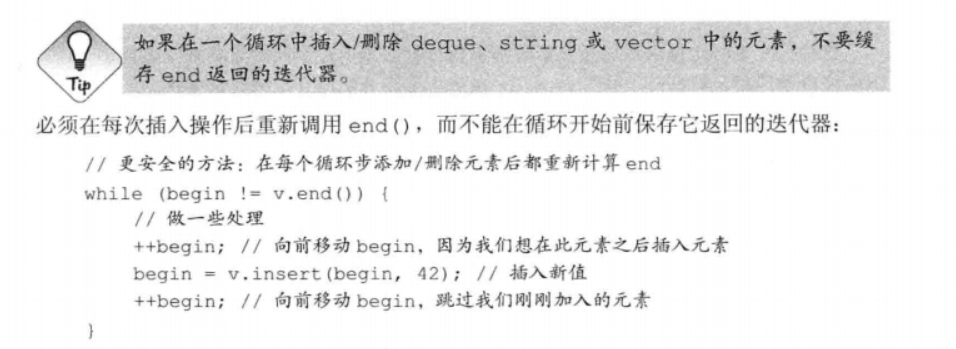 如果在一个循环中插入/删除 deque、string 或 vector 中的元素，不要缓
存 end 返回的迭代器。
Tip
必须在每次插入操作后重新调用 end()，而不能在循环开始前保存它返回的迭代器：
// 更安全的方法：在每个循环步添加/删除元素后都重新计算 end
while (begin != v.end()) {
// 做一些处理
++begin; // 向前移动 begin，因为我们想在此元素之后插入元素
begin = v.insert(begin, 42); // 插入新值
++begin; // 向前移动 begin，跳过我们刚刚加入的元素
}